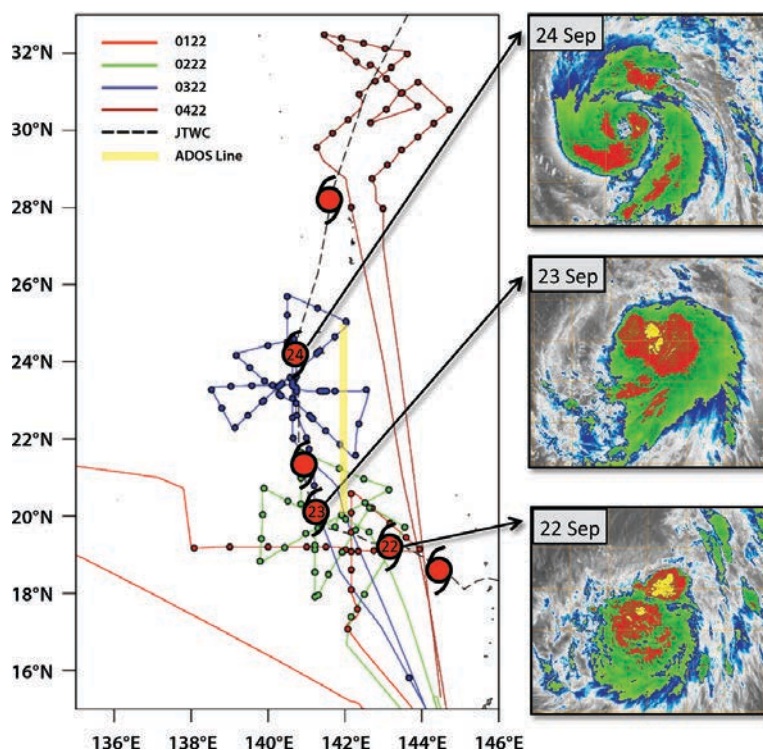 32°N
30°N
28°N
26°N
24°N
22°N
20°N
18°N
16°N
136°E
138°E
140°E
142°E
144°E
146°E
0122
0222
0322
0422
JTWC
ADOS Line
24
23
22
24 Sep
23 Sep
22 Sep